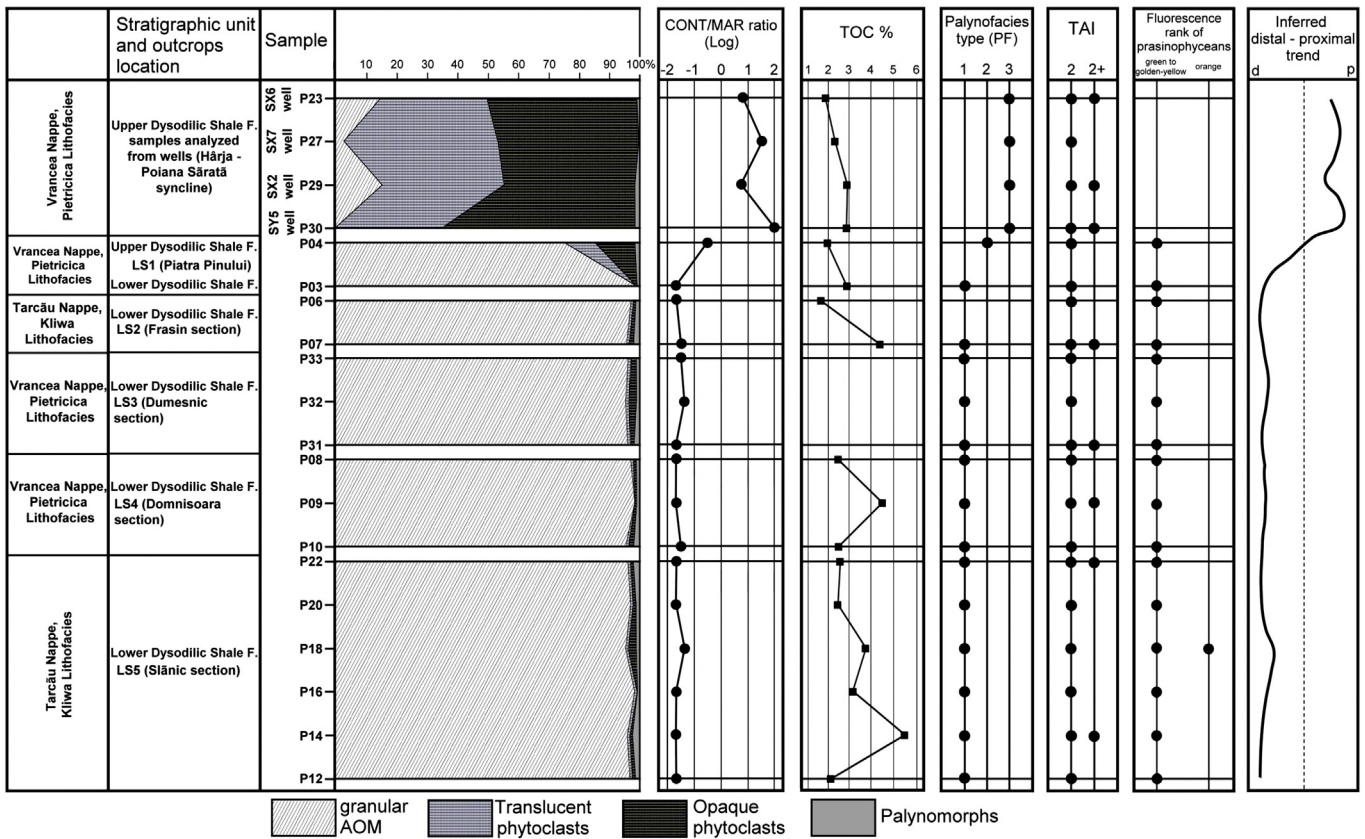 Stratigraphic unit
and outcrops
location
Sample
10 20 30 40 50 60 70 80 90 100%
CONT/MAR ratio
(Log)
-2 -1 0 1 2
TOC %
1 2 3 4 5 6
Palynofacies
type (PF)
1 2 3
TAI
2 2+
Fluorescence
rank of
prasinophyceans
green to
golden-yellow
orange
Inferred
distal - proximal
trend
d p
Vrancea Nappe,
Pietricica Lithofacies
Upper Dysodilic Shale F.
samples analyzed
from wells (Hârja -
Poiana Sărată
syncline)
SX6
well
P23
SX7
well
P27
SX2
well
P29
SY5
well
P30
Vrancea Nappe,
Pietricica
Lithofacies
Upper Dysodilic Shale F.
LS1 (Piatra Pinului)
Lower Dysodilic Shale F.
P04
P03
Tarcău Nappe,
Kliwa
Lithofacies
Lower Dysodilic Shale F.
LS2 (Frasin section)
P06
P07
Vrancea Nappe,
Pietricica
Lithofacies
Lower Dysodilic Shale F.
LS3 (Dumesnic
section)
P33
P32
P31
Vrancea Nappe,
Pietricica
Lithofacies
Lower Dysodilic Shale F.
LS4 (Domnisoara
section)
P08
P09
P10
Tarcău Nappe,
Kliwa Lithofacies
Lower Dysodilic Shale F.
LS5 (Slănic section)
P22
P20
P18
P16
P14
P12
granular
AOM
Translucent
phytoclasts
Opaque
phytoclasts
Palynomorphs